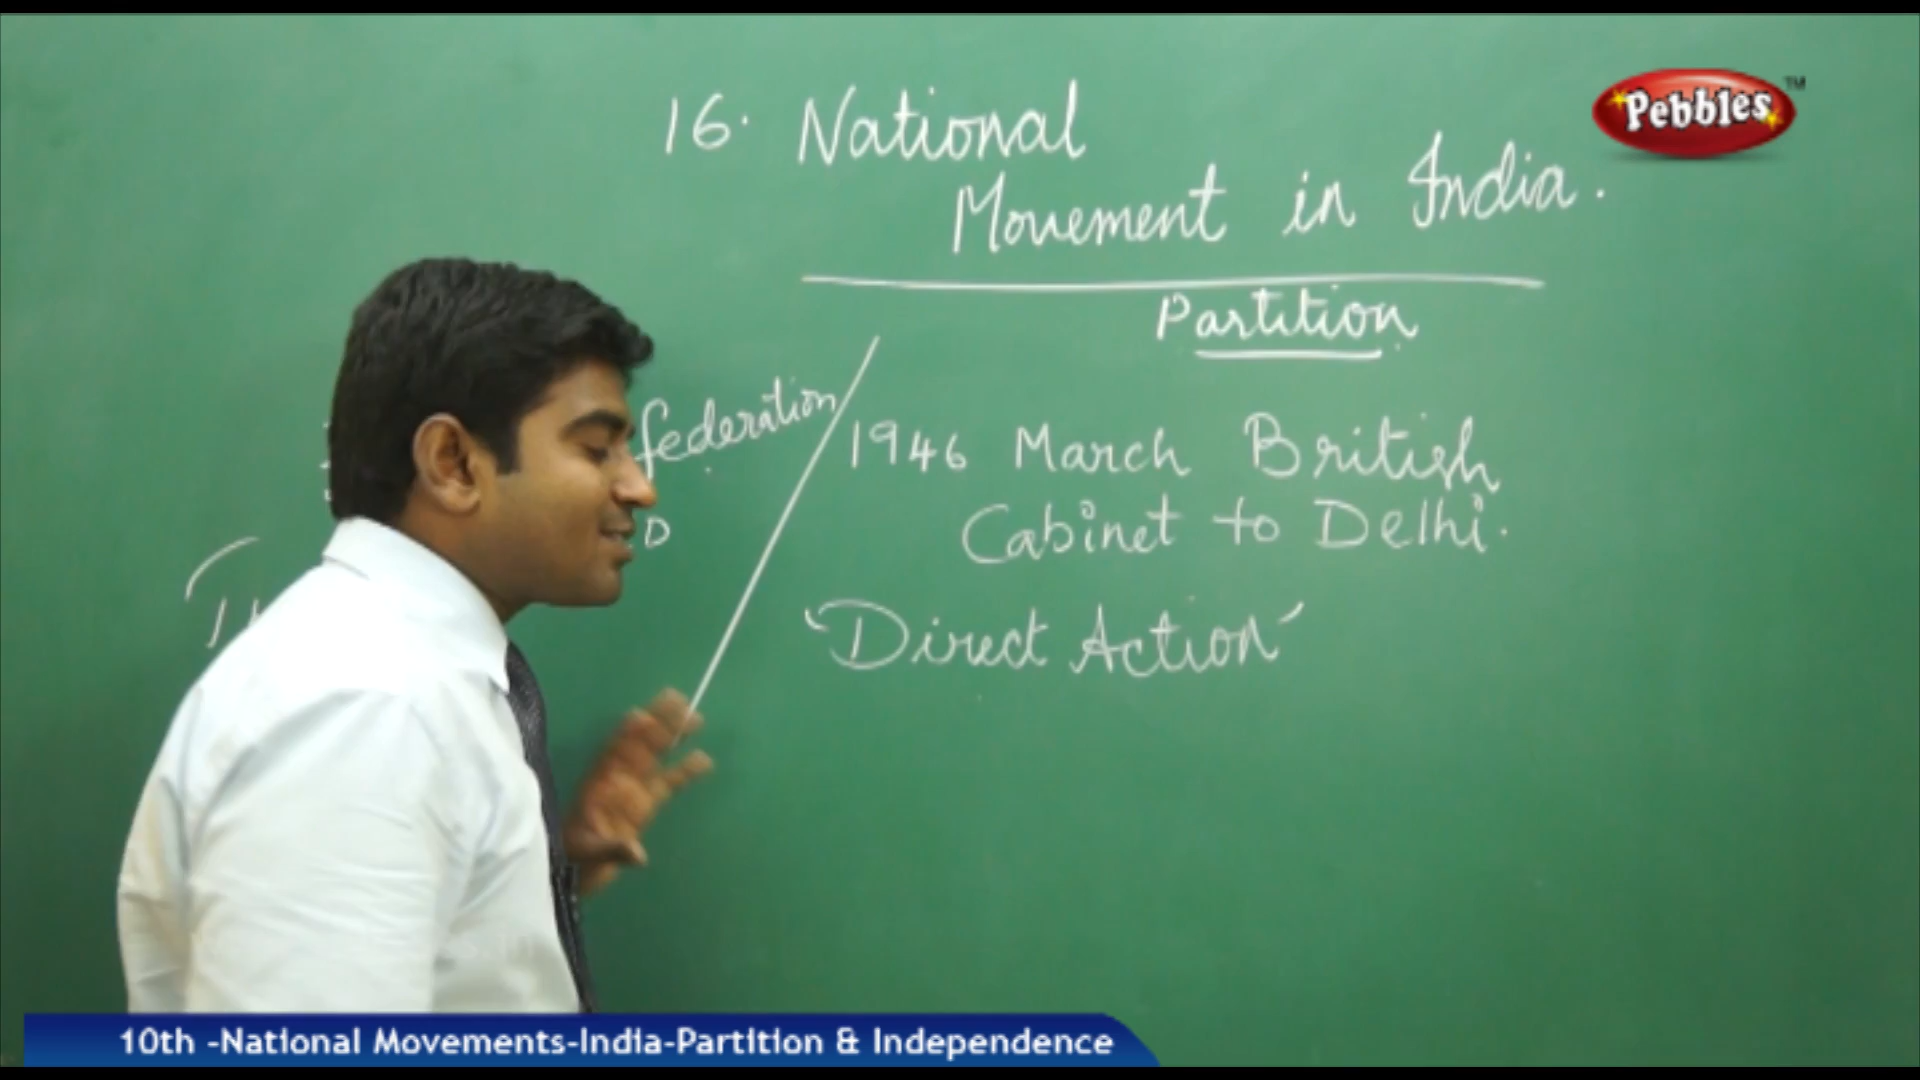 16. National
Movement in India.
Pebbles™
Partition
federation
1946 March British
Cabinet to Delhi.
D
"Direct Action"
10th -National Movements-India-Partition & Independence